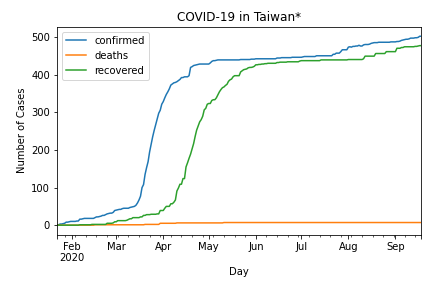 COVID-19 in Taiwan*
confirmed
deaths
recovered
Number of Cases
500
400
300
200
100
0
Feb
2020
Mar
Apr
May
Jun
Jul
Aug
Sep
Day